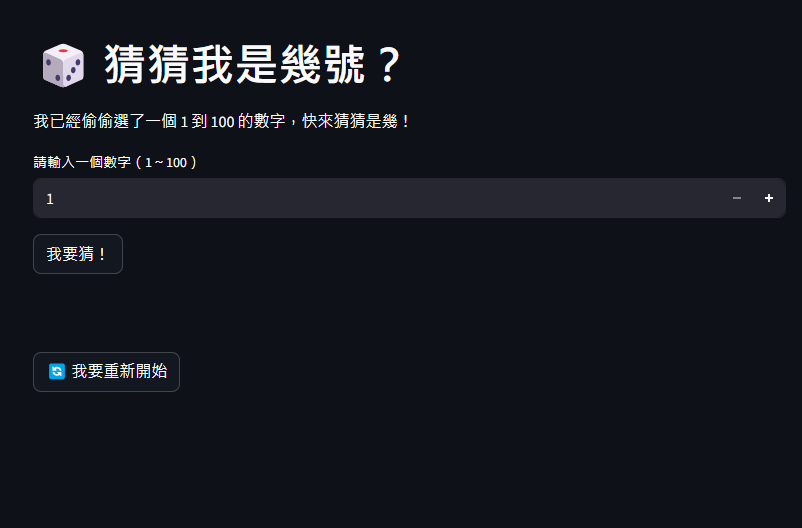 猜猜我是幾號？
我已經偷偷選了一個 1 到 100 的數字，快來猜猜是幾！
請輸入一個數字（1 ~ 100）
1
我要猜！
我要重新開始